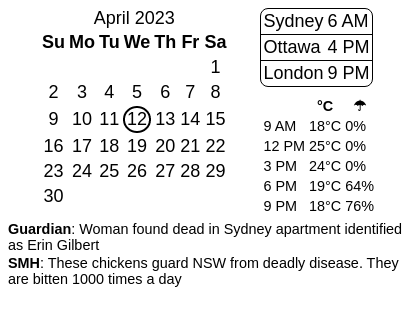 April 2023
Su Mo Tu We Th Fr Sa
1
2 3 4 5 6 7 8
9 10 11 12 13 14 15
16 17 18 19 20 21 22
23 24 25 26 27 28 29
30
Sydney 6 AM
Ottawa 4 PM
London 9 PM
°C ☂
9 AM 18°C 0%
12 PM 25°C 0%
3 PM 24°C 0%
6 PM 19°C 64%
9 PM 18°C 76%
Guardian: Woman found dead in Sydney apartment identified
as Erin Gilbert
SMH: These chickens guard NSW from deadly disease. They
are bitten 1000 times a day